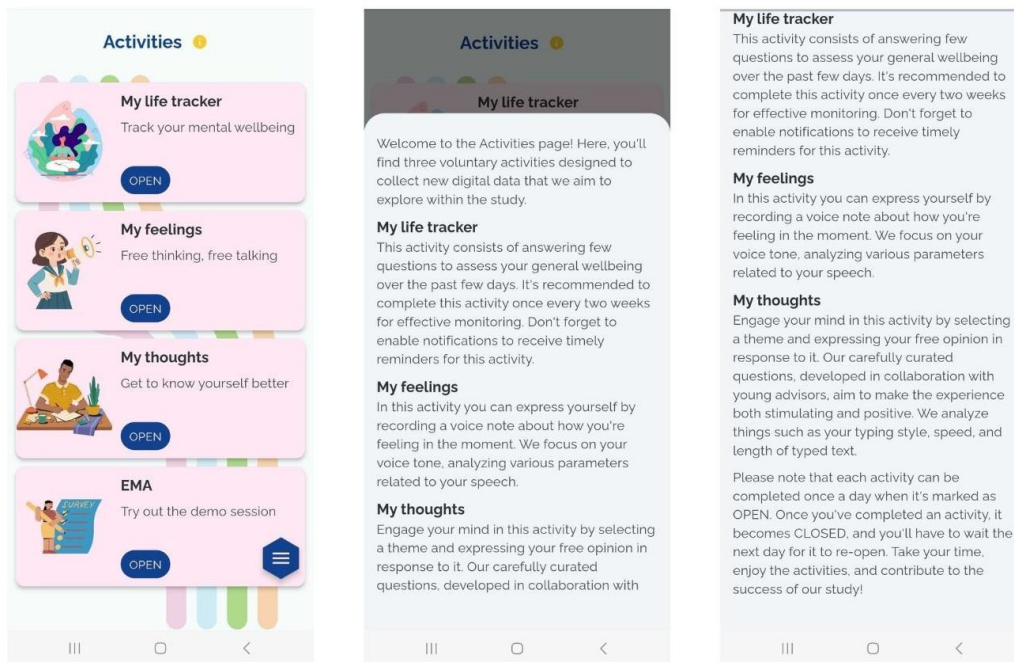 Activities
My life tracker
Track your mental wellbeing
OPEN
My feelings
Free thinking, free talking
OPEN
My thoughts
Get to know yourself better
OPEN
EMA
Try out the demo session
SURVEY
OPEN
Activities
My life tracker
Welcome to the Activities page! Here, you'll
find three voluntary activities designed to
collect new digital data that we aim to
explore within the study.
My life tracker
This activity consists of answering few
questions to assess your general wellbeing
over the past few days. It's recommended to
complete this activity once every two weeks
for effective monitoring. Don't forget to
enable notifications to receive timely
reminders for this activity.
My feelings
In this activity you can express yourself by
recording a voice note about how you're
feeling in the moment. We focus on your
voice tone, analyzing various parameters
related to your speech.
My thoughts
Engage your mind in this activity by selecting
a theme and expressing your free opinion in
response to it. Our carefully curated
questions, developed in collaboration with
My life tracker
This activity consists of answering few
questions to assess your general wellbeing
over the past few days. It's recommended to
complete this activity once every two weeks
for effective monitoring. Don't forget to
enable notifications to receive timely
reminders for this activity.
My feelings
In this activity you can express yourself by
recording a voice note about how you're
feeling in the moment. We focus on your
voice tone, analyzing various parameters
related to your speech.
My thoughts
Engage your mind in this activity by selecting
a theme and expressing your free opinion in
response to it. Our carefully curated
questions, developed in collaboration with
young advisors, aim to make the experience
both stimulating and positive. We analyze
things such as your typing style, speed, and
length of typed text.
Please note that each activity can be
completed once a day when it's marked as
OPEN. Once you've completed an activity, it
becomes CLOSED, and you'll have to wait the
next day for it to re-open. Take your time,
enjoy the activities, and contribute to the
success of our study!